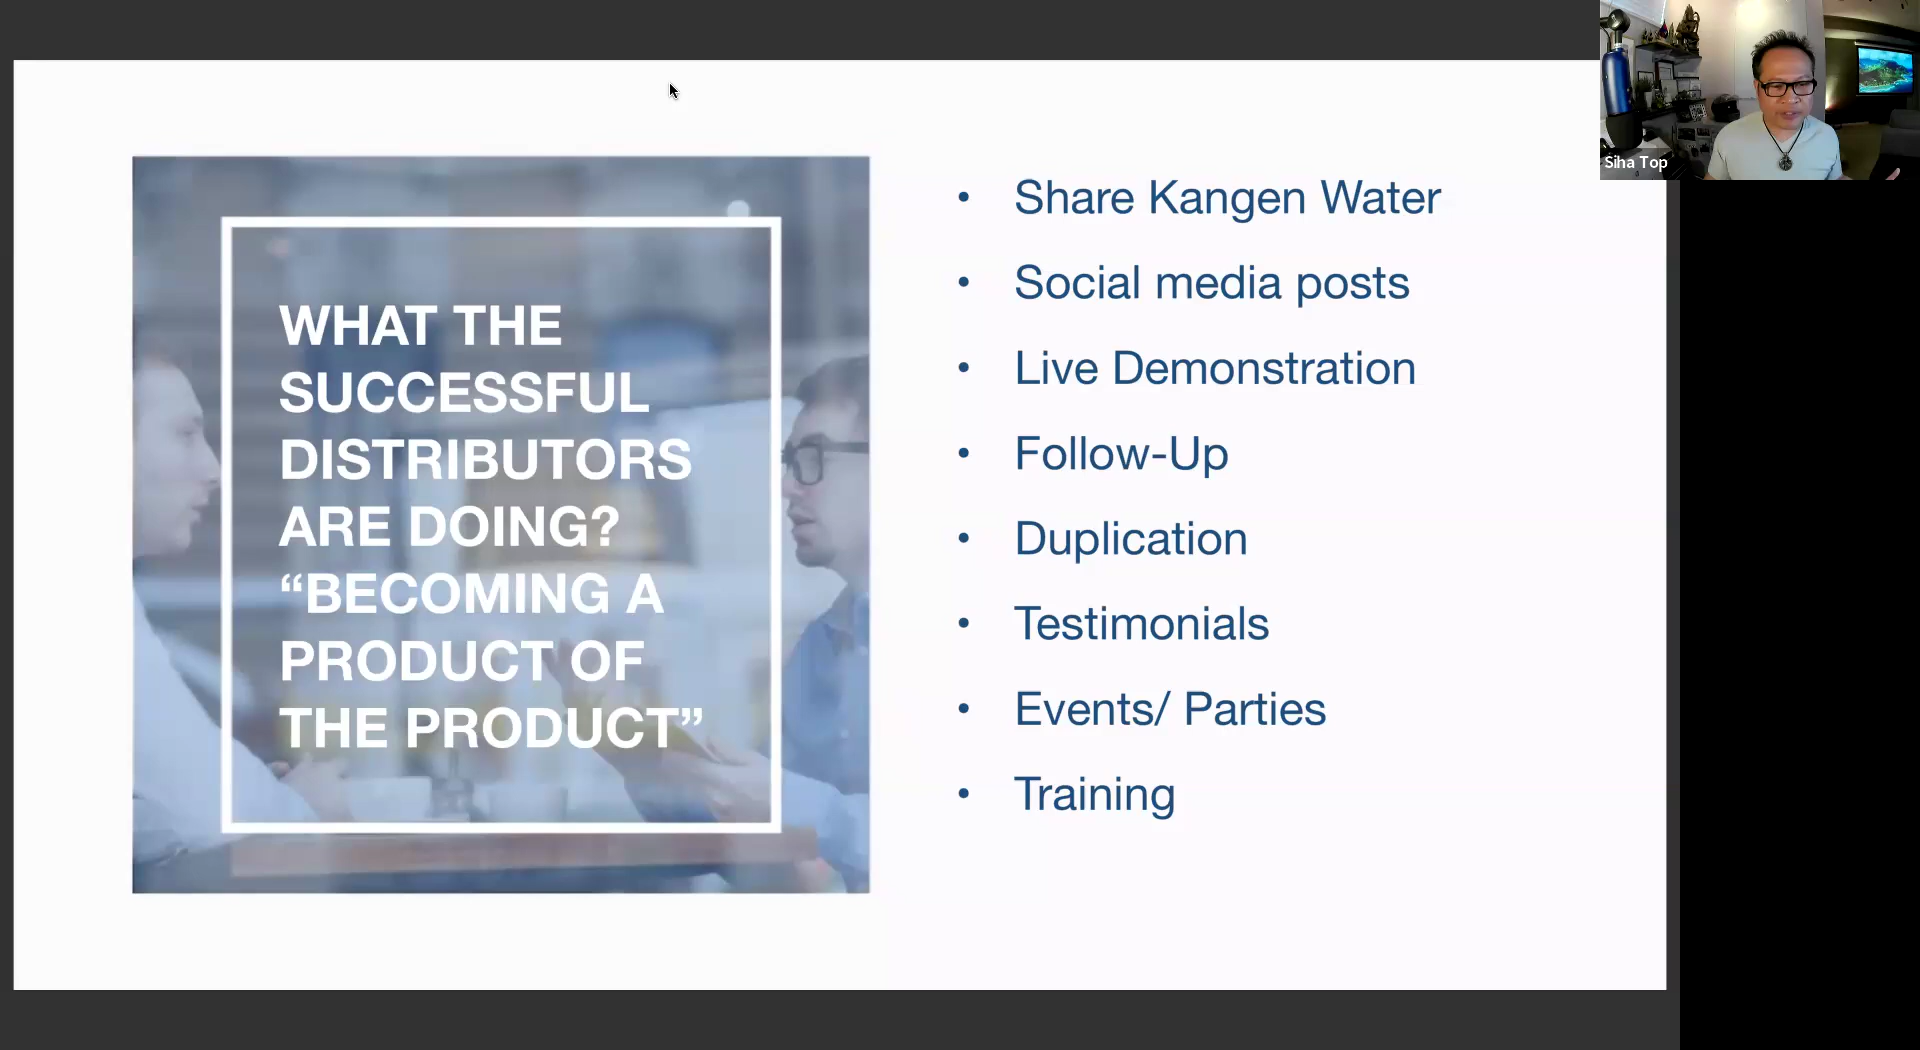 WHAT THE
SUCCESSFUL
DISTRIBUTORS
ARE DOING?
“BECOMING A
PRODUCT OF
THE PRODUCT”
• Share Kangen Water
• Social media posts
• Live Demonstration
• Follow-Up
• Duplication
• Testimonials
• Events/ Parties
• Training
Siha Top